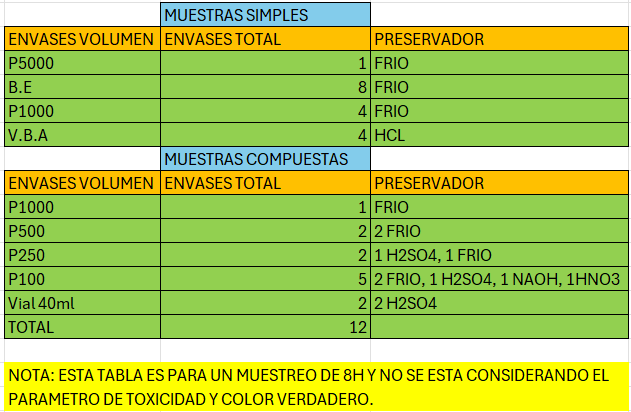 MUESTRAS SIMPLES
ENVASES VOLUMEN ENVASES TOTAL PRESERVADOR
P5000 1 FRIO
B.E 8 FRIO
P1000 4 FRIO
V.B.A 4 HCL
MUESTRAS COMPUESTAS
ENVASES VOLUMEN ENVASES TOTAL PRESERVADOR
P1000 1 FRIO
P500 2 2 FRIO
P250 2 1 H2SO4, 1 FRIO
P100 5 2 FRIO, 1 H2SO4, 1 NAOH, 1HNO3
Vial 40ml 2 2 H2SO4
TOTAL 12
NOTA: ESTA TABLA ES PARA UN MUESTREO DE 8H Y NO SE ESTA CONSIDERANDO EL
PARAMETRO DE TOXICIDAD Y COLOR VERDADERO.